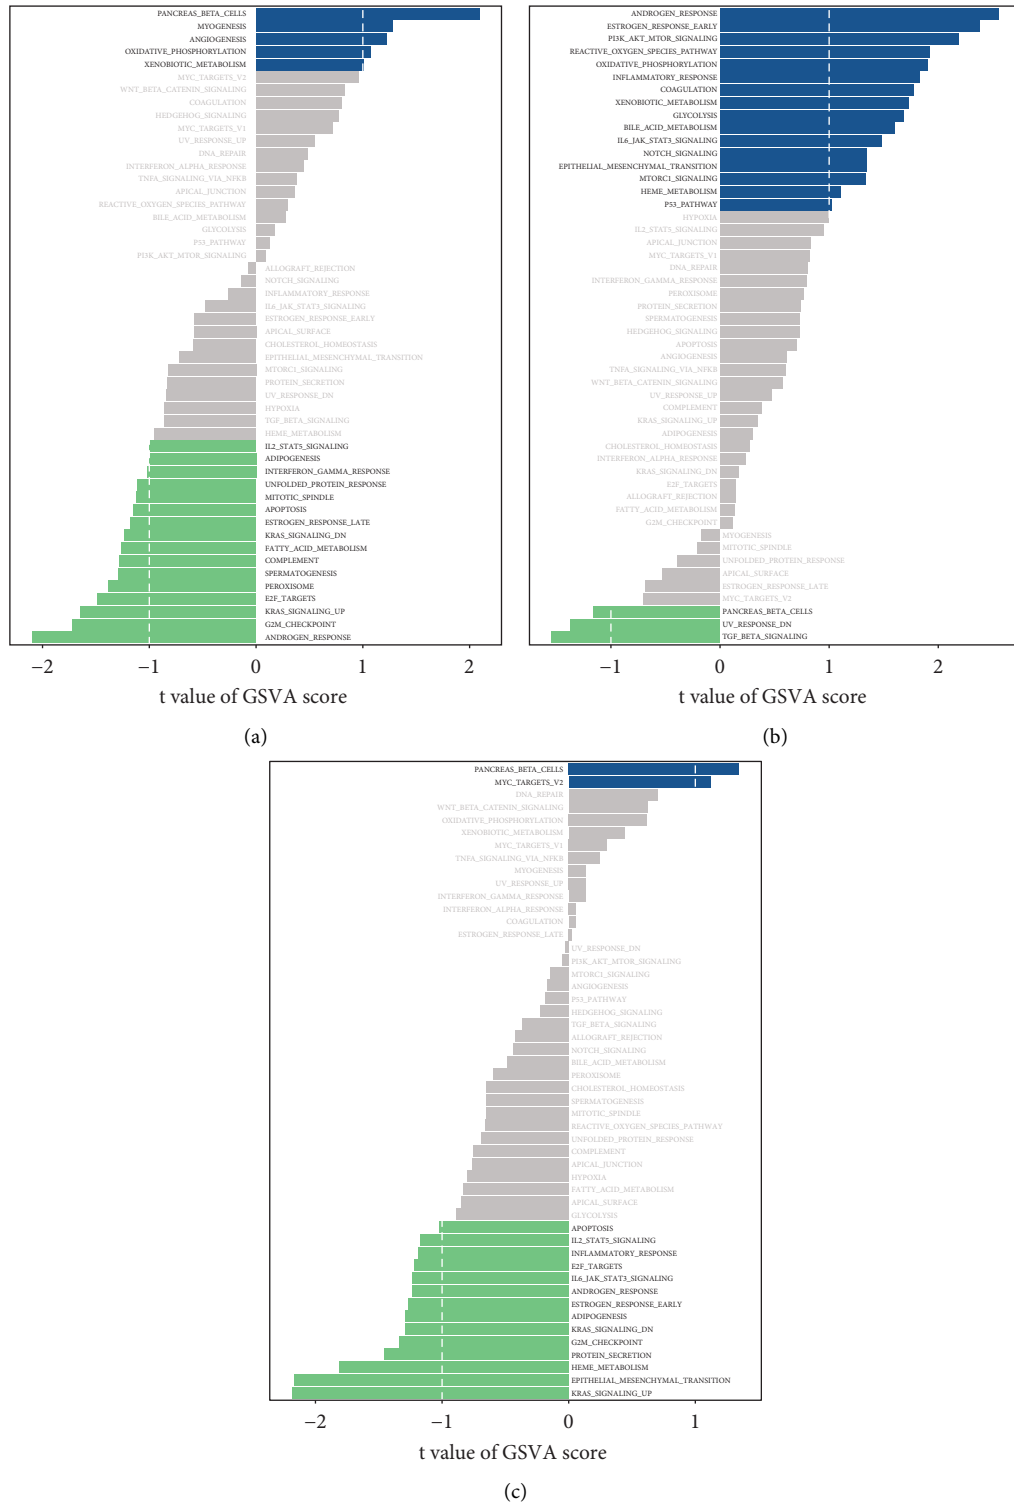 PANCREAS_BETA_CELLS
MYOGENESIS
ANGIOGENESIS
OXIDATIVE_PHOSPHORYLATION
XENOBIOTIC_METABOLISM
MYC_TARGETS_V2
WNT_BETA_CATENIN_SIGNALING
COAGULATION
HEDGEHOG_SIGNALING
MYC_TARGETS_V1
UV_RESPONSE_UP
DNA_REPAIR
INTERFERON_ALPHA_RESPONSE
TNFA_SIGNALING_VIA_NFKB
APICAL_JUNCTION
REACTIVE_OXYGEN_SPECIES_PATHWAY
BILE_ACID_METABOLISM
GLYCOLYSIS
P53_PATHWAY
PI3K_AKT_MTOR_SIGNALING
ALLOGRAFT_REJECTION
NOTCH_SIGNALING
INFLAMMATORY_RESPONSE
IL6_JAK_STAT3_SIGNALING
ESTROGEN_RESPONSE_EARLY
APICAL_SURFACE
CHOLESTEROL_HOMEOSTASIS
EPITHELIAL_MESENCHYMAL_TRANSITION
MTORC1_SIGNALING
PROTEIN_SECRETION
UV_RESPONSE_DN
HYPOXIA
TGF_BETA_SIGNALING
HEME_METABOLISM
IL2_STAT5_SIGNALING
ADIPOGENESIS
INTERFERON_GAMMA_RESPONSE
UNFOLDED_PROTEIN_RESPONSE
MITOTIC_SPINDLE
APOPTOSIS
ESTROGEN_RESPONSE_LATE
KRAS_SIGNALING_DN
FATTY_ACID_METABOLISM
COMPLEMENT
SPERMATOGENESIS
PEROXISOME
E2F_TARGETS
KRAS_SIGNALING_UP
G2M_CHECKPOINT
ANDROGEN_RESPONSE
−2 −1 0 1 2
t value of GSVA score
(a)
ANDROGEN_RESPONSE
ESTROGEN_RESPONSE_EARLY
PI3K_AKT_MTOR_SIGNALING
REACTIVE_OXYGEN_SPECIES_PATHWAY
OXIDATIVE_PHOSPHORYLATION
INFLAMMATORY_RESPONSE
COAGULATION
XENOBIOTIC_METABOLISM
GLYCOLYSIS
BILE_ACID_METABOLISM
IL6_JAK_STAT3_SIGNALING
NOTCH_SIGNALING
EPITHELIAL_MESENCHYMAL_TRANSITION
MTORC1_SIGNALING
HEME_METABOLISM
P53_PATHWAY
HYPOXIA
IL2_STAT5_SIGNALING
APICAL_JUNCTION
MYC_TARGETS_V1
DNA_REPAIR
INTERFERON_GAMMA_RESPONSE
PEROXISOME
PROTEIN_SECRETION
SPERMATOGENESIS
HEDGEHOG_SIGNALING
APOPTOSIS
ANGIOGENESIS
TNFA_SIGNALING_VIA_NFKB
WNT_BETA_CATENIN_SIGNALING
UV_RESPONSE_UP
COMPLEMENT
KRAS_SIGNALING_UP
ADIPOGENESIS
CHOLESTEROL_HOMEOSTASIS
INTERFERON_ALPHA_RESPONSE
KRAS_SIGNALING_DN
E2F_TARGETS
ALLOGRAFT_REJECTION
FATTY_ACID_METABOLISM
G2M_CHECKPOINT
MYOGENESIS
MITOTIC_SPINDLE
UNFOLDED_PROTEIN_RESPONSE
APICAL_SURFACE
ESTROGEN_RESPONSE_LATE
MYC_TARGETS_V2
PANCREAS_BETA_CELLS
UV_RESPONSE_DN
TGF_BETA_SIGNALING
−1 0 1 2
t value of GSVA score
(b)
PANCREAS_BETA_CELLS
MYC_TARGETS_V2
DNA_REPAIR
WNT_BETA_CATENIN_SIGNALING
OXIDATIVE_PHOSPHORYLATION
XENOBIOTIC_METABOLISM
MYC_TARGETS_V1
TNFA_SIGNALING_VIA_NFKB
MYOGENESIS
UV_RESPONSE_UP
INTERFERON_GAMMA_RESPONSE
INTERFERON_ALPHA_RESPONSE
COAGULATION
ESTROGEN_RESPONSE_LATE
UV_RESPONSE_DN
PI3K_AKT_MTOR_SIGNALING
MTORC1_SIGNALING
ANGIOGENESIS
P53_PATHWAY
HEDGEHOG_SIGNALING
TGF_BETA_SIGNALING
ALLOGRAFT_REJECTION
NOTCH_SIGNALING
BILE_ACID_METABOLISM
PEROXISOME
CHOLESTEROL_HOMEOSTASIS
SPERMATOGENESIS
MITOTIC_SPINDLE
REACTIVE_OXYGEN_SPECIES_PATHWAY
UNFOLDED_PROTEIN_RESPONSE
COMPLEMENT
APICAL_JUNCTION
HYPOXIA
FATTY_ACID_METABOLISM
APICAL_SURFACE
GLYCOLYSIS
APOPTOSIS
IL2_STAT5_SIGNALING
INFLAMMATORY_RESPONSE
E2F_TARGETS
IL6_JAK_STAT3_SIGNALING
ANDROGEN_RESPONSE
ESTROGEN_RESPONSE_EARLY
ADIPOGENESIS
KRAS_SIGNALING_DN
G2M_CHECKPOINT
PROTEIN_SECRETION
HEME_METABOLISM
EPITHELIAL_MESENCHYMAL_TRANSITION
KRAS_SIGNALING_UP
−2 −1 0 1
t value of GSVA score
(c)